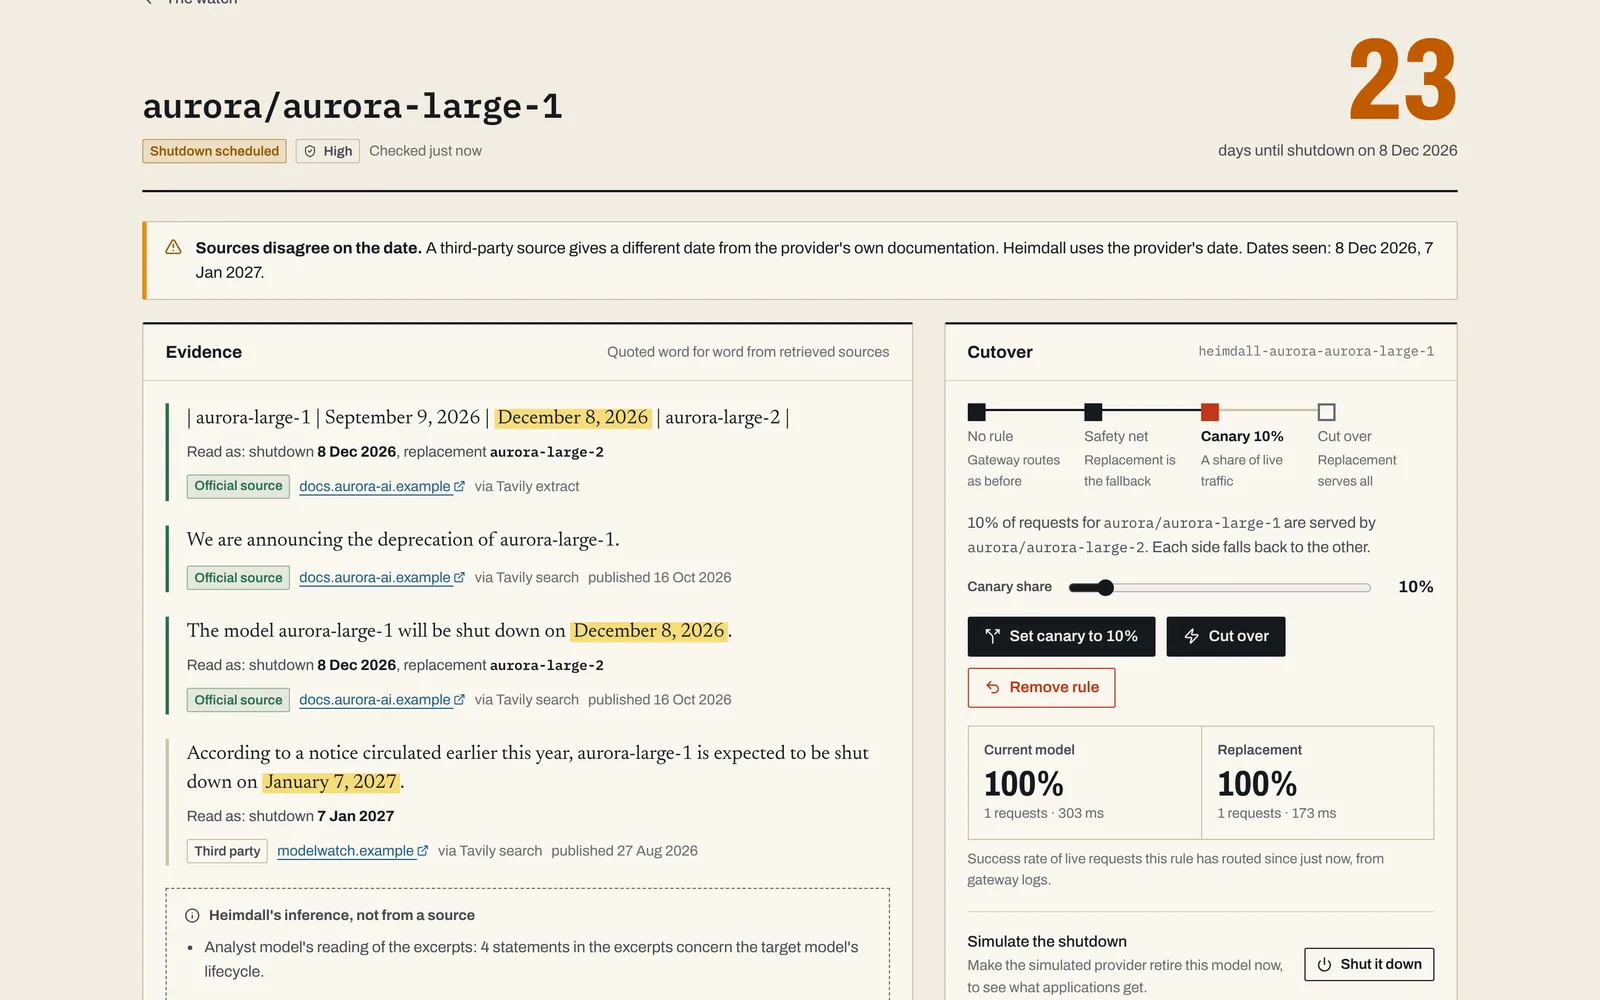 The watch
aurora/aurora-large-1
Shutdown scheduled High Checked just now
23
days until shutdown on 8 Dec 2026
Sources disagree on the date. A third-party source gives a different date from the provider's own documentation. Heimdall uses the provider's date. Dates seen: 8 Dec 2026, 7
Jan 2027.
Evidence
Quoted word for word from retrieved sources
| aurora-large-1 | September 9, 2026 | December 8, 2026 | aurora-large-2 |
Read as: shutdown 8 Dec 2026, replacement aurora-large-2
Official source docs.aurora-ai.example via Tavily extract
We are announcing the deprecation of aurora-large-1.
Official source docs.aurora-ai.example via Tavily search published 16 Oct 2026
The model aurora-large-1 will be shut down on December 8, 2026.
Read as: shutdown 8 Dec 2026, replacement aurora-large-2
Official source docs.aurora-ai.example via Tavily search published 16 Oct 2026
According to a notice circulated earlier this year, aurora-large-1 is expected to be shut
down on January 7, 2027.
Read as: shutdown 7 Jan 2027
Third party modelwatch.example via Tavily search published 27 Aug 2026
Heimdall's inference, not from a source
• Analyst model's reading of the excerpts: 4 statements in the excerpts concern the target model's
lifecycle.
Cutover
heimdall-aurora-aurora-large-1
No rule
Gateway routes
as before
Safety net
Replacement is
the fallback
Canary 10%
A share of live
traffic
Cut over
Replacement
serves all
10% of requests for aurora/aurora-large-1 are served by
aurora/aurora-large-2. Each side falls back to the other.
Canary share 10%
Set canary to 10% Cut over
Remove rule
Current model
100%
1 requests · 303 ms
Replacement
100%
1 requests · 173 ms
Success rate of live requests this rule has routed since just now, from
gateway logs.
Simulate the shutdown
Make the simulated provider retire this model now,
to see what applications get.
Shut it down